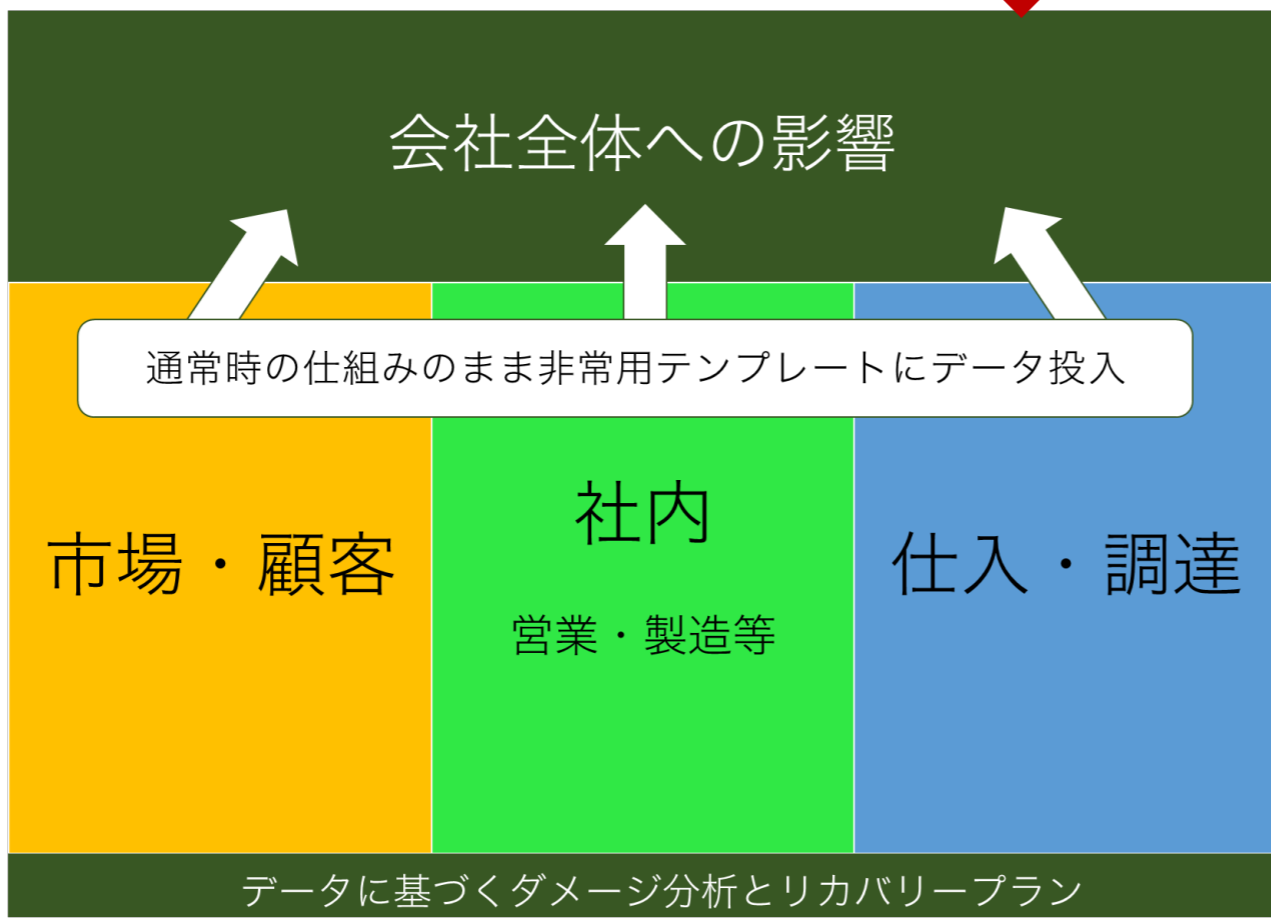 会社全体への影響
通常時の仕組みのまま非常用テンプレートにデータ投入
市場・顧客
社内
営業・製造等
仕入・調達
データに基づくダメージ分析とリカバリープラン